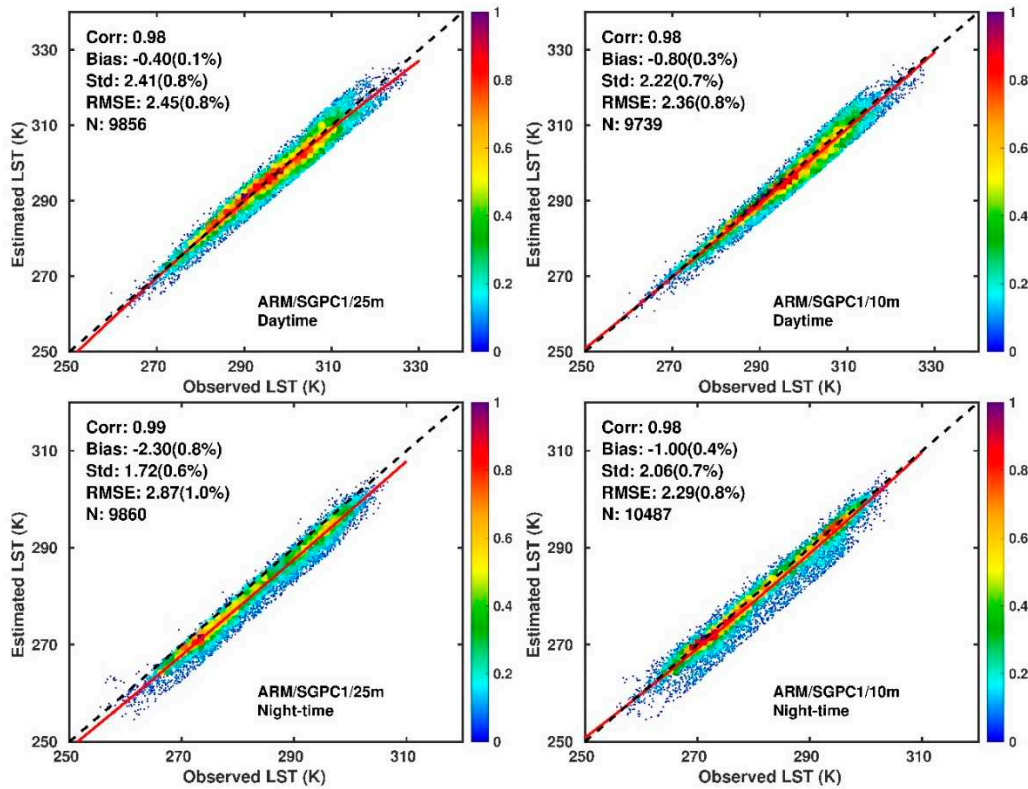 Corr: 0.98
Bias: -0.40(0.1%)
Std: 2.41(0.8%)
RMSE: 2.45(0.8%)
N: 9856
ARM/SGPC1/25m
Daytime
Estimated LST (K)
330
310
290
270
250
250 270 290 310 330
Observed LST (K)
1
0.8
0.6
0.4
0.2
0
Corr: 0.98
Bias: -0.80(0.3%)
Std: 2.22(0.7%)
RMSE: 2.36(0.8%)
N: 9739
ARM/SGPC1/10m
Daytime
Estimated LST (K)
330
310
290
270
250
250 270 290 310 330
Observed LST (K)
1
0.8
0.6
0.4
0.2
0
Corr: 0.99
Bias: -2.30(0.8%)
Std: 1.72(0.6%)
RMSE: 2.87(1.0%)
N: 9860
ARM/SGPC1/25m
Night-time
Estimated LST (K)
310
290
270
250
250 270 290 310
Observed LST (K)
1
0.8
0.6
0.4
0.2
0
Corr: 0.98
Bias: -1.00(0.4%)
Std: 2.06(0.7%)
RMSE: 2.29(0.8%)
N: 10487
ARM/SGPC1/10m
Night-time
Estimated LST (K)
310
290
270
250
250 270 290 310
Observed LST (K)
1
0.8
0.6
0.4
0.2
0